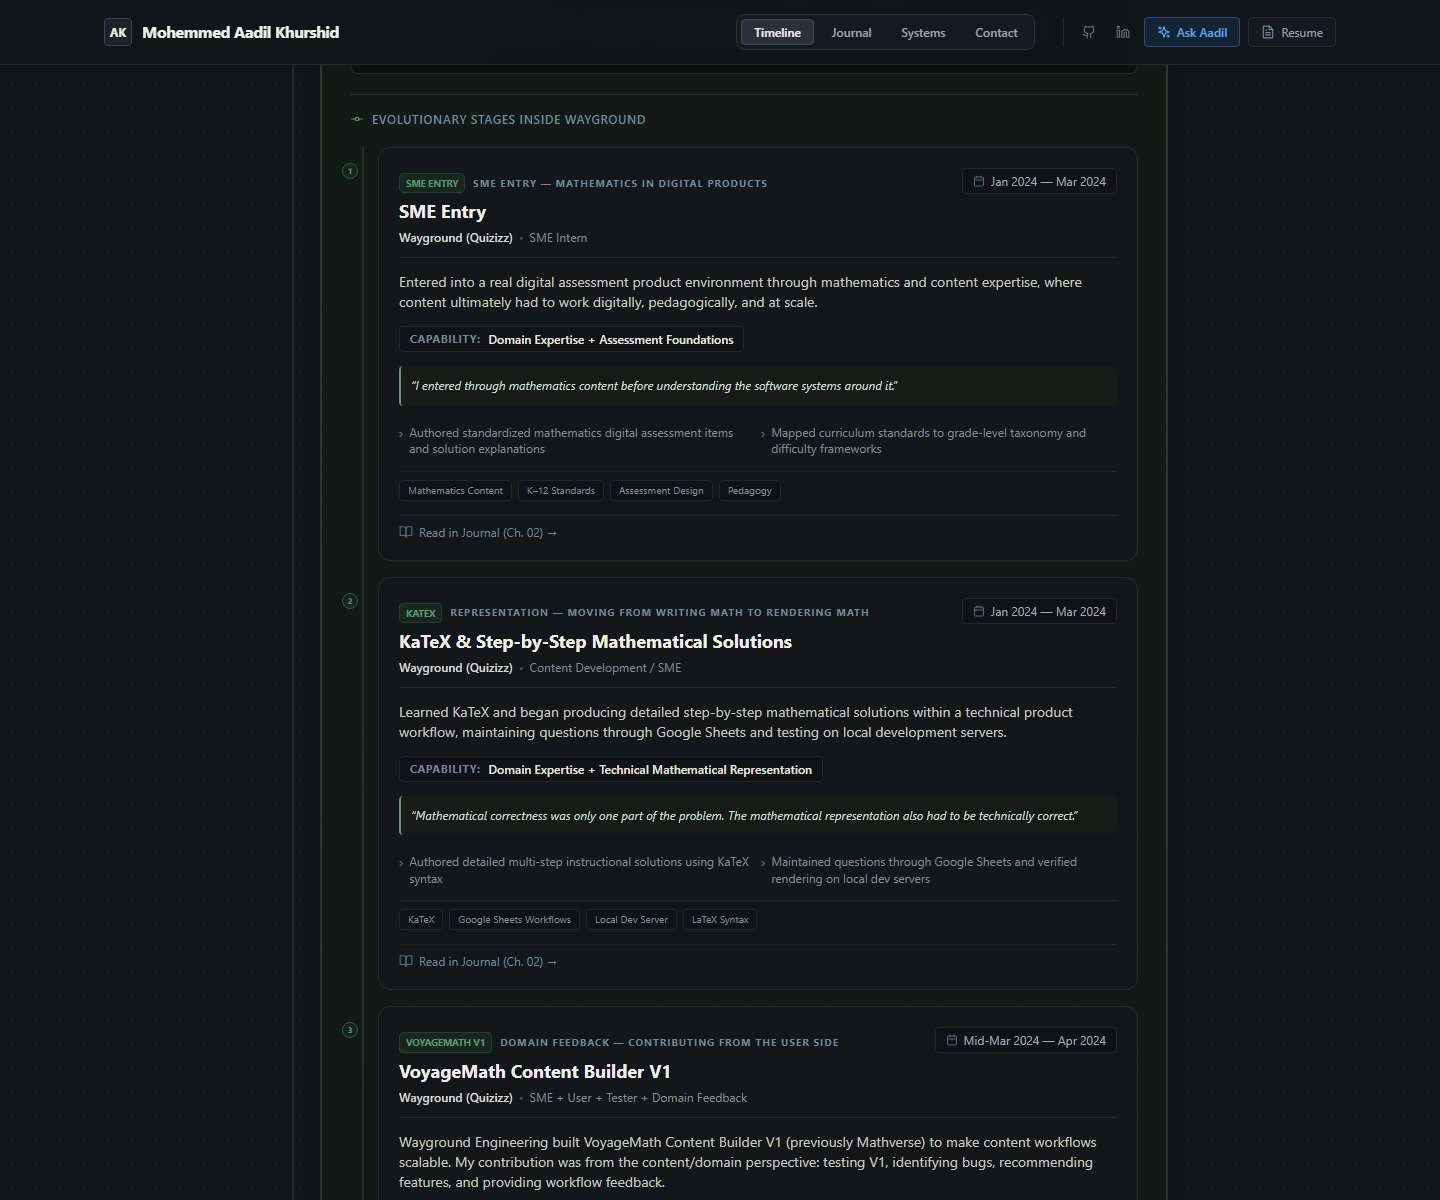 AK Mohemmed Aadil Khurshid
Timeline Journal Systems Contact
Ask Aadil
Resume
EVOLUTIONARY STAGES INSIDE WAYGROUND
1
SME ENTRY SME ENTRY — MATHEMATICS IN DIGITAL PRODUCTS
Jan 2024 — Mar 2024
SME Entry
Wayground (Quizizz) • SME Intern
Entered into a real digital assessment product environment through mathematics and content expertise, where
content ultimately had to work digitally, pedagogically, and at scale.
CAPABILITY: Domain Expertise + Assessment Foundations
“I entered through mathematics content before understanding the software systems around it.”
› Authored standardized mathematics digital assessment items
and solution explanations
› Mapped curriculum standards to grade-level taxonomy and
difficulty frameworks
Mathematics Content K–12 Standards Assessment Design Pedagogy
Read in Journal (Ch. 02) →
2
KATEX REPRESENTATION — MOVING FROM WRITING MATH TO RENDERING MATH
Jan 2024 — Mar 2024
KaTeX & Step-by-Step Mathematical Solutions
Wayground (Quizizz) • Content Development / SME
Learned KaTeX and began producing detailed step-by-step mathematical solutions within a technical product
workflow, maintaining questions through Google Sheets and testing on local development servers.
CAPABILITY: Domain Expertise + Technical Mathematical Representation
“Mathematical correctness was only one part of the problem. The mathematical representation also had to be technically correct.”
› Authored detailed multi-step instructional solutions using KaTeX
syntax
› Maintained questions through Google Sheets and verified
rendering on local dev servers
KaTeX Google Sheets Workflows Local Dev Server LaTeX Syntax
Read in Journal (Ch. 02) →
3
VOYAGEMATH V1 DOMAIN FEEDBACK — CONTRIBUTING FROM THE USER SIDE
Mid-Mar 2024 — Apr 2024
VoyageMath Content Builder V1
Wayground (Quizizz) • SME + User + Tester + Domain Feedback
Wayground Engineering built VoyageMath Content Builder V1 (previously Mathverse) to make content workflows
scalable. My contribution was from the content/domain perspective: testing V1, identifying bugs, recommending
features, and providing workflow feedback.